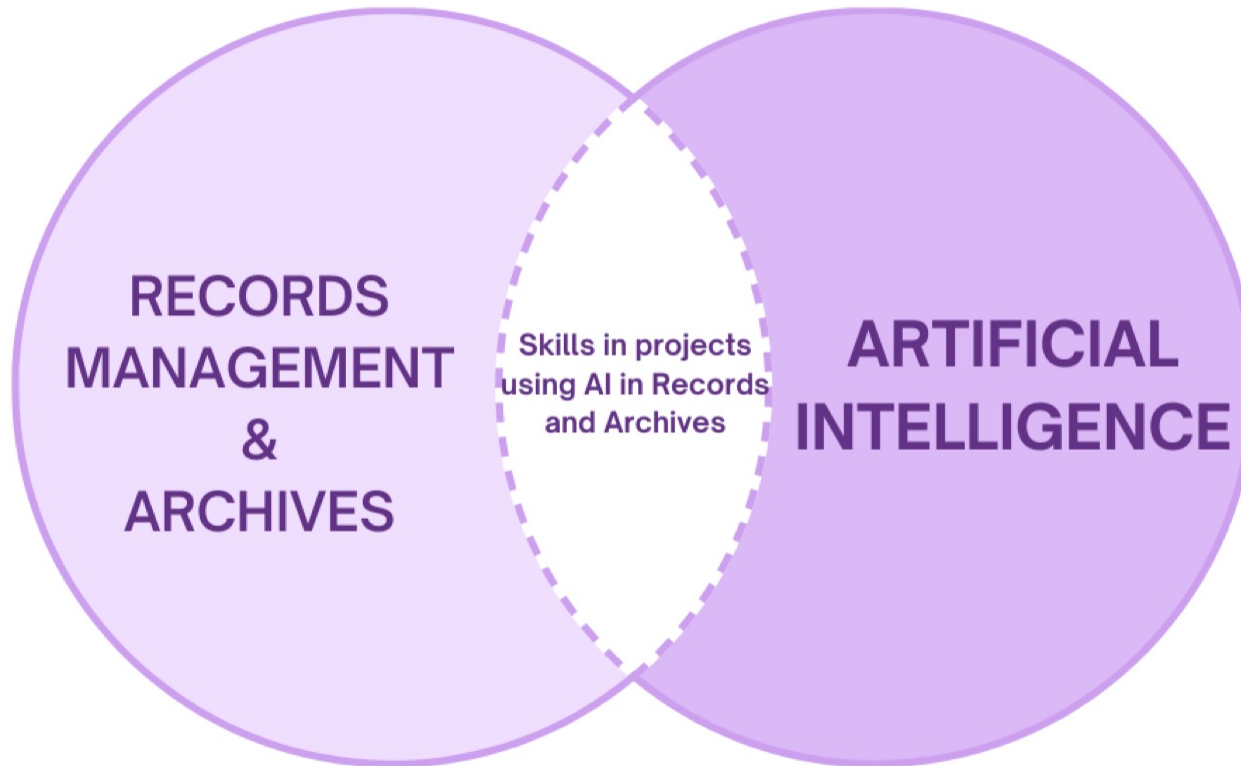 RECORDS
MANAGEMENT
&
ARCHIVES
Skills in projects
using AI in Records
and Archives
ARTIFICIAL
INTELLIGENCE